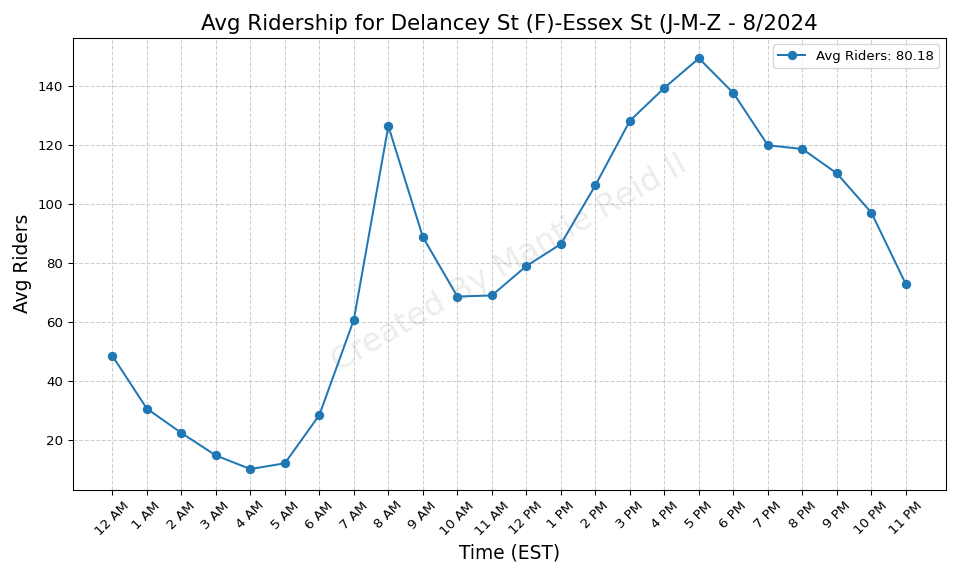 Avg Ridership for Delancey St (F)-Essex St (J-M-Z - 8/2024
Avg Riders: 80.18
140
120
100
80
60
40
20
Avg Riders
Created By Mantie Reid II
12 AM
1 AM
2 AM
3 AM
4 AM
5 AM
6 AM
7 AM
8 AM
9 AM
10 AM
11 AM
12 PM
1 PM
2 PM
3 PM
4 PM
5 PM
6 PM
7 PM
8 PM
9 PM
10 PM
11 PM
Time (EST)